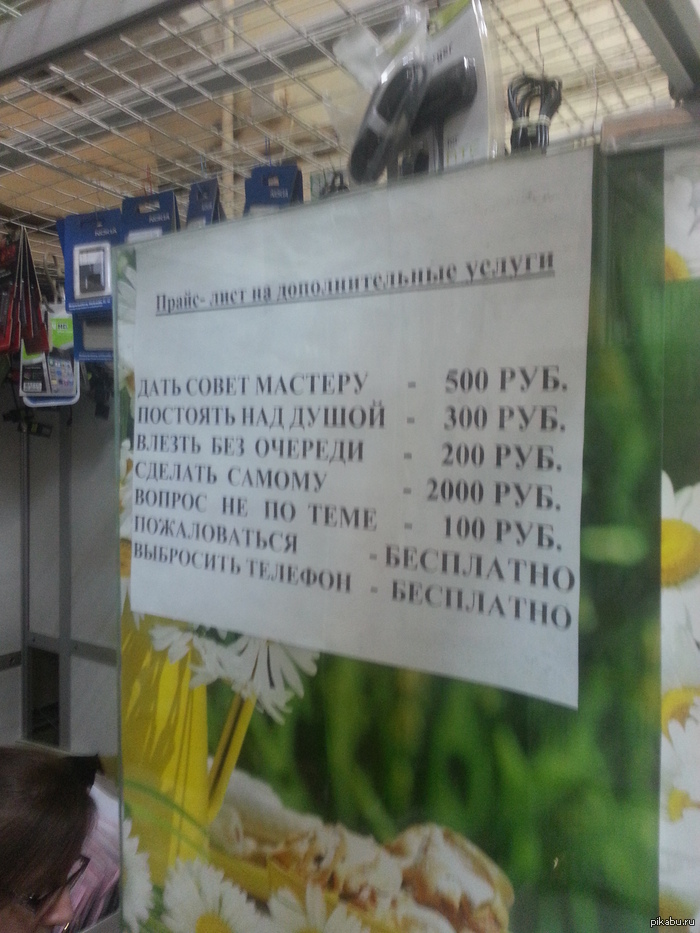 Прайс- лист на дополнительные услуги
ДАТЬ СОВЕТ МАСТЕРУ - 500 РУБ.
ПОСТОЯТЬ НАД ДУШОЙ - 300 РУБ.
ВЛЕЗТЬ БЕЗ ОЧЕРЕДИ - 200 РУБ.
СДЕЛАТЬ САМОМУ - 2000 РУБ.
ВОПРОС НЕ ПО ТЕМЕ - 100 РУБ.
ПОЖАЛОВАТЬСЯ - БЕСПЛАТНО
ВЫБРОСИТЬ ТЕЛЕФОН - БЕСПЛАТНО
pikabu.ru